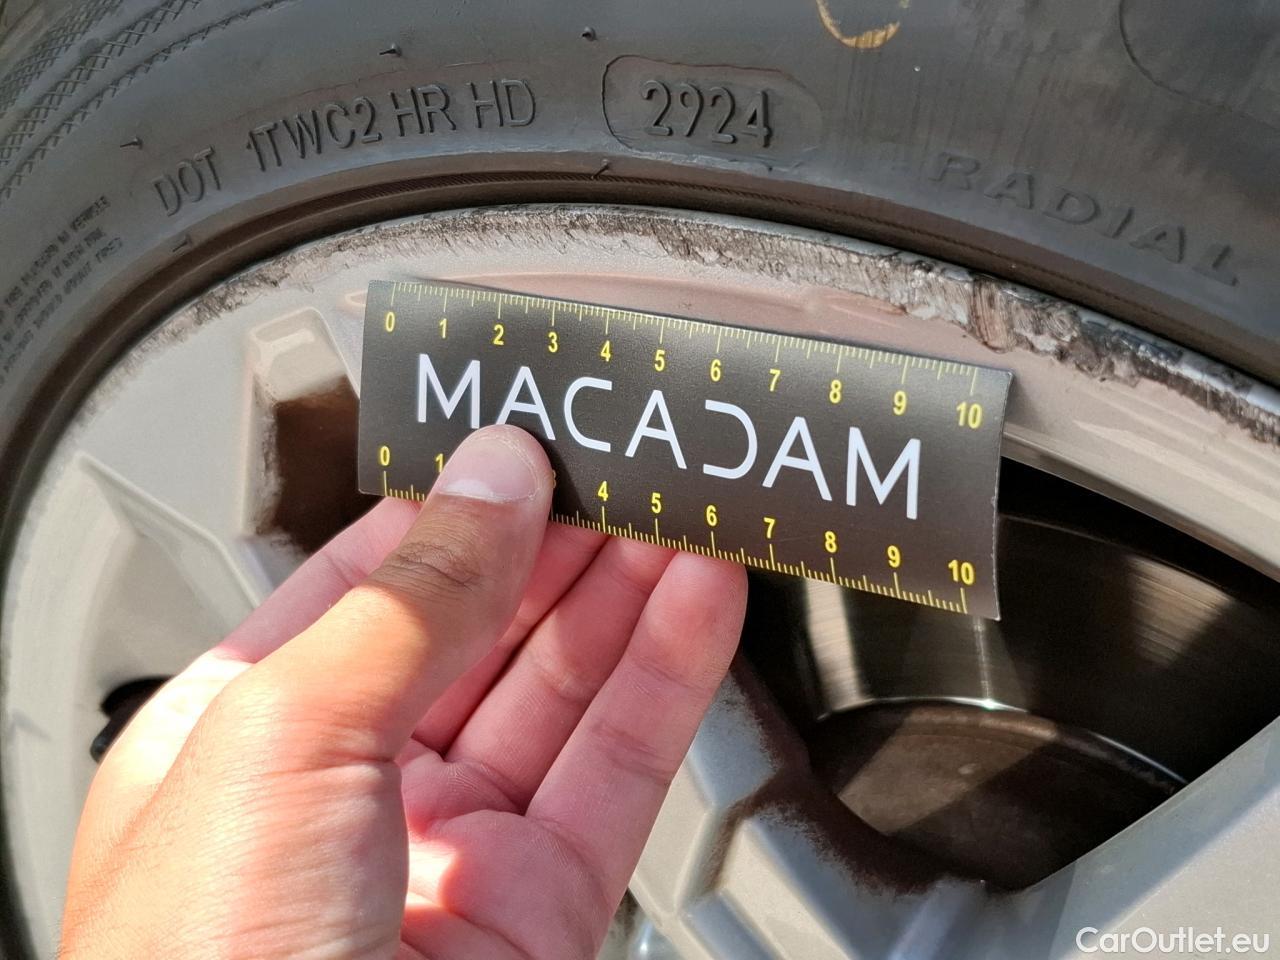 DOT 1TWC2 HR HD 2924
RADIAL
0 1 2 3 4 5 6 7 8 9 10
MACADAM
0 1 3 4 5 6 7 8 9 10
CarOutlet.eu